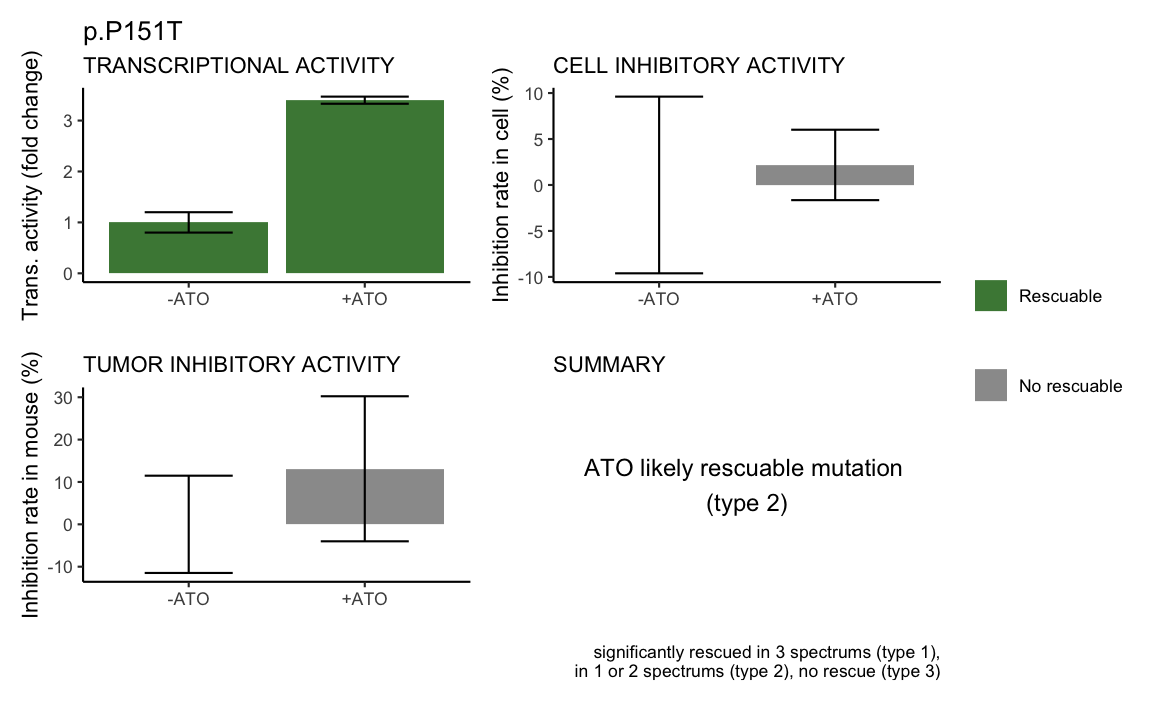 p.P151T
TRANSCRIPTIONAL ACTIVITY
Trans. activity (fold change)
3
2
1
0
-ATO +ATO
CELL INHIBITORY ACTIVITY
Inhibition rate in cell (%)
10
5
0
-5
-10
-ATO +ATO
Rescuable
No rescuable
TUMOR INHIBITORY ACTIVITY
Inhibition rate in mouse (%)
30
20
10
0
-10
-ATO +ATO
SUMMARY
ATO likely rescuable mutation
(type 2)
significantly rescued in 3 spectrums (type 1),
in 1 or 2 spectrums (type 2), no rescue (type 3)